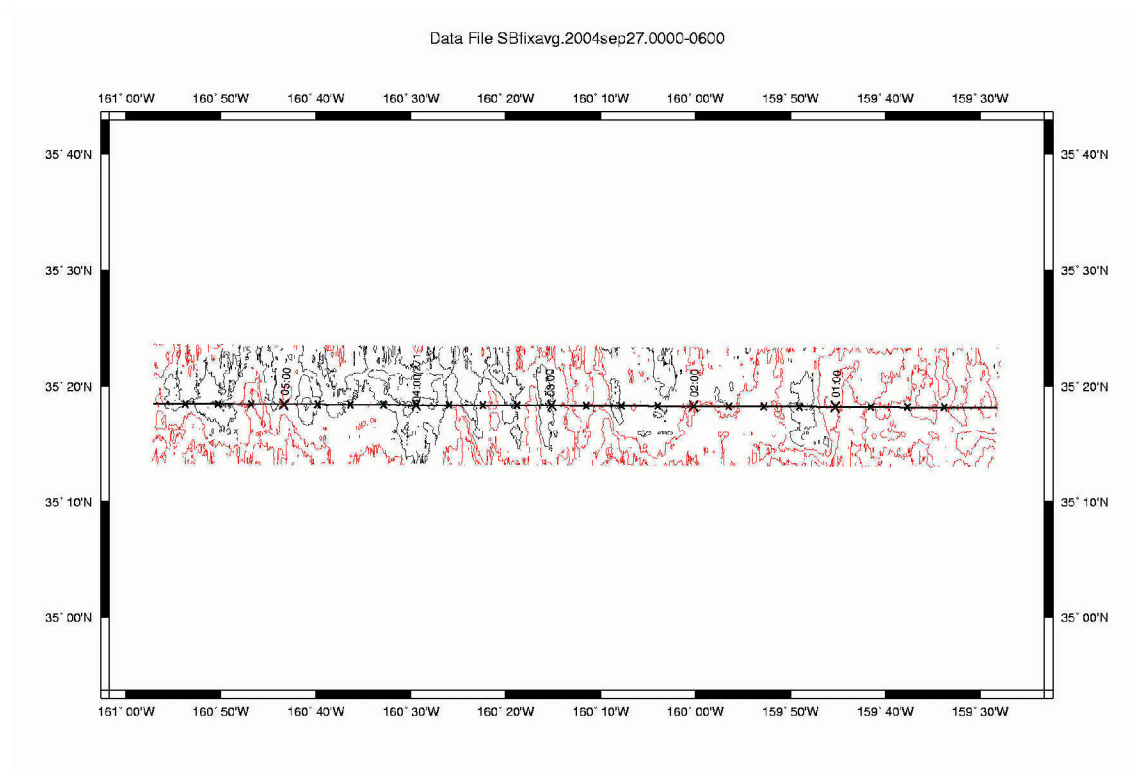 Data File SBfixavg.2004sep27.0000-0600
161° 00'W 160° 50'W 160° 40'W 160° 30'W 160° 20'W 160° 10'W 160° 00'W 159° 50'W 159° 40'W 159° 30'W
35° 40'N 35° 40'N
35° 30'N 35° 30'N
05:00 04:00/271 03:00 02:00 01:00
35° 20'N 35° 20'N
35° 10'N 35° 10'N
35° 00'N 35° 00'N
161° 00'W 160° 50'W 160° 40'W 160° 30'W 160° 20'W 160° 10'W 160° 00'W 159° 50'W 159° 40'W 159° 30'W